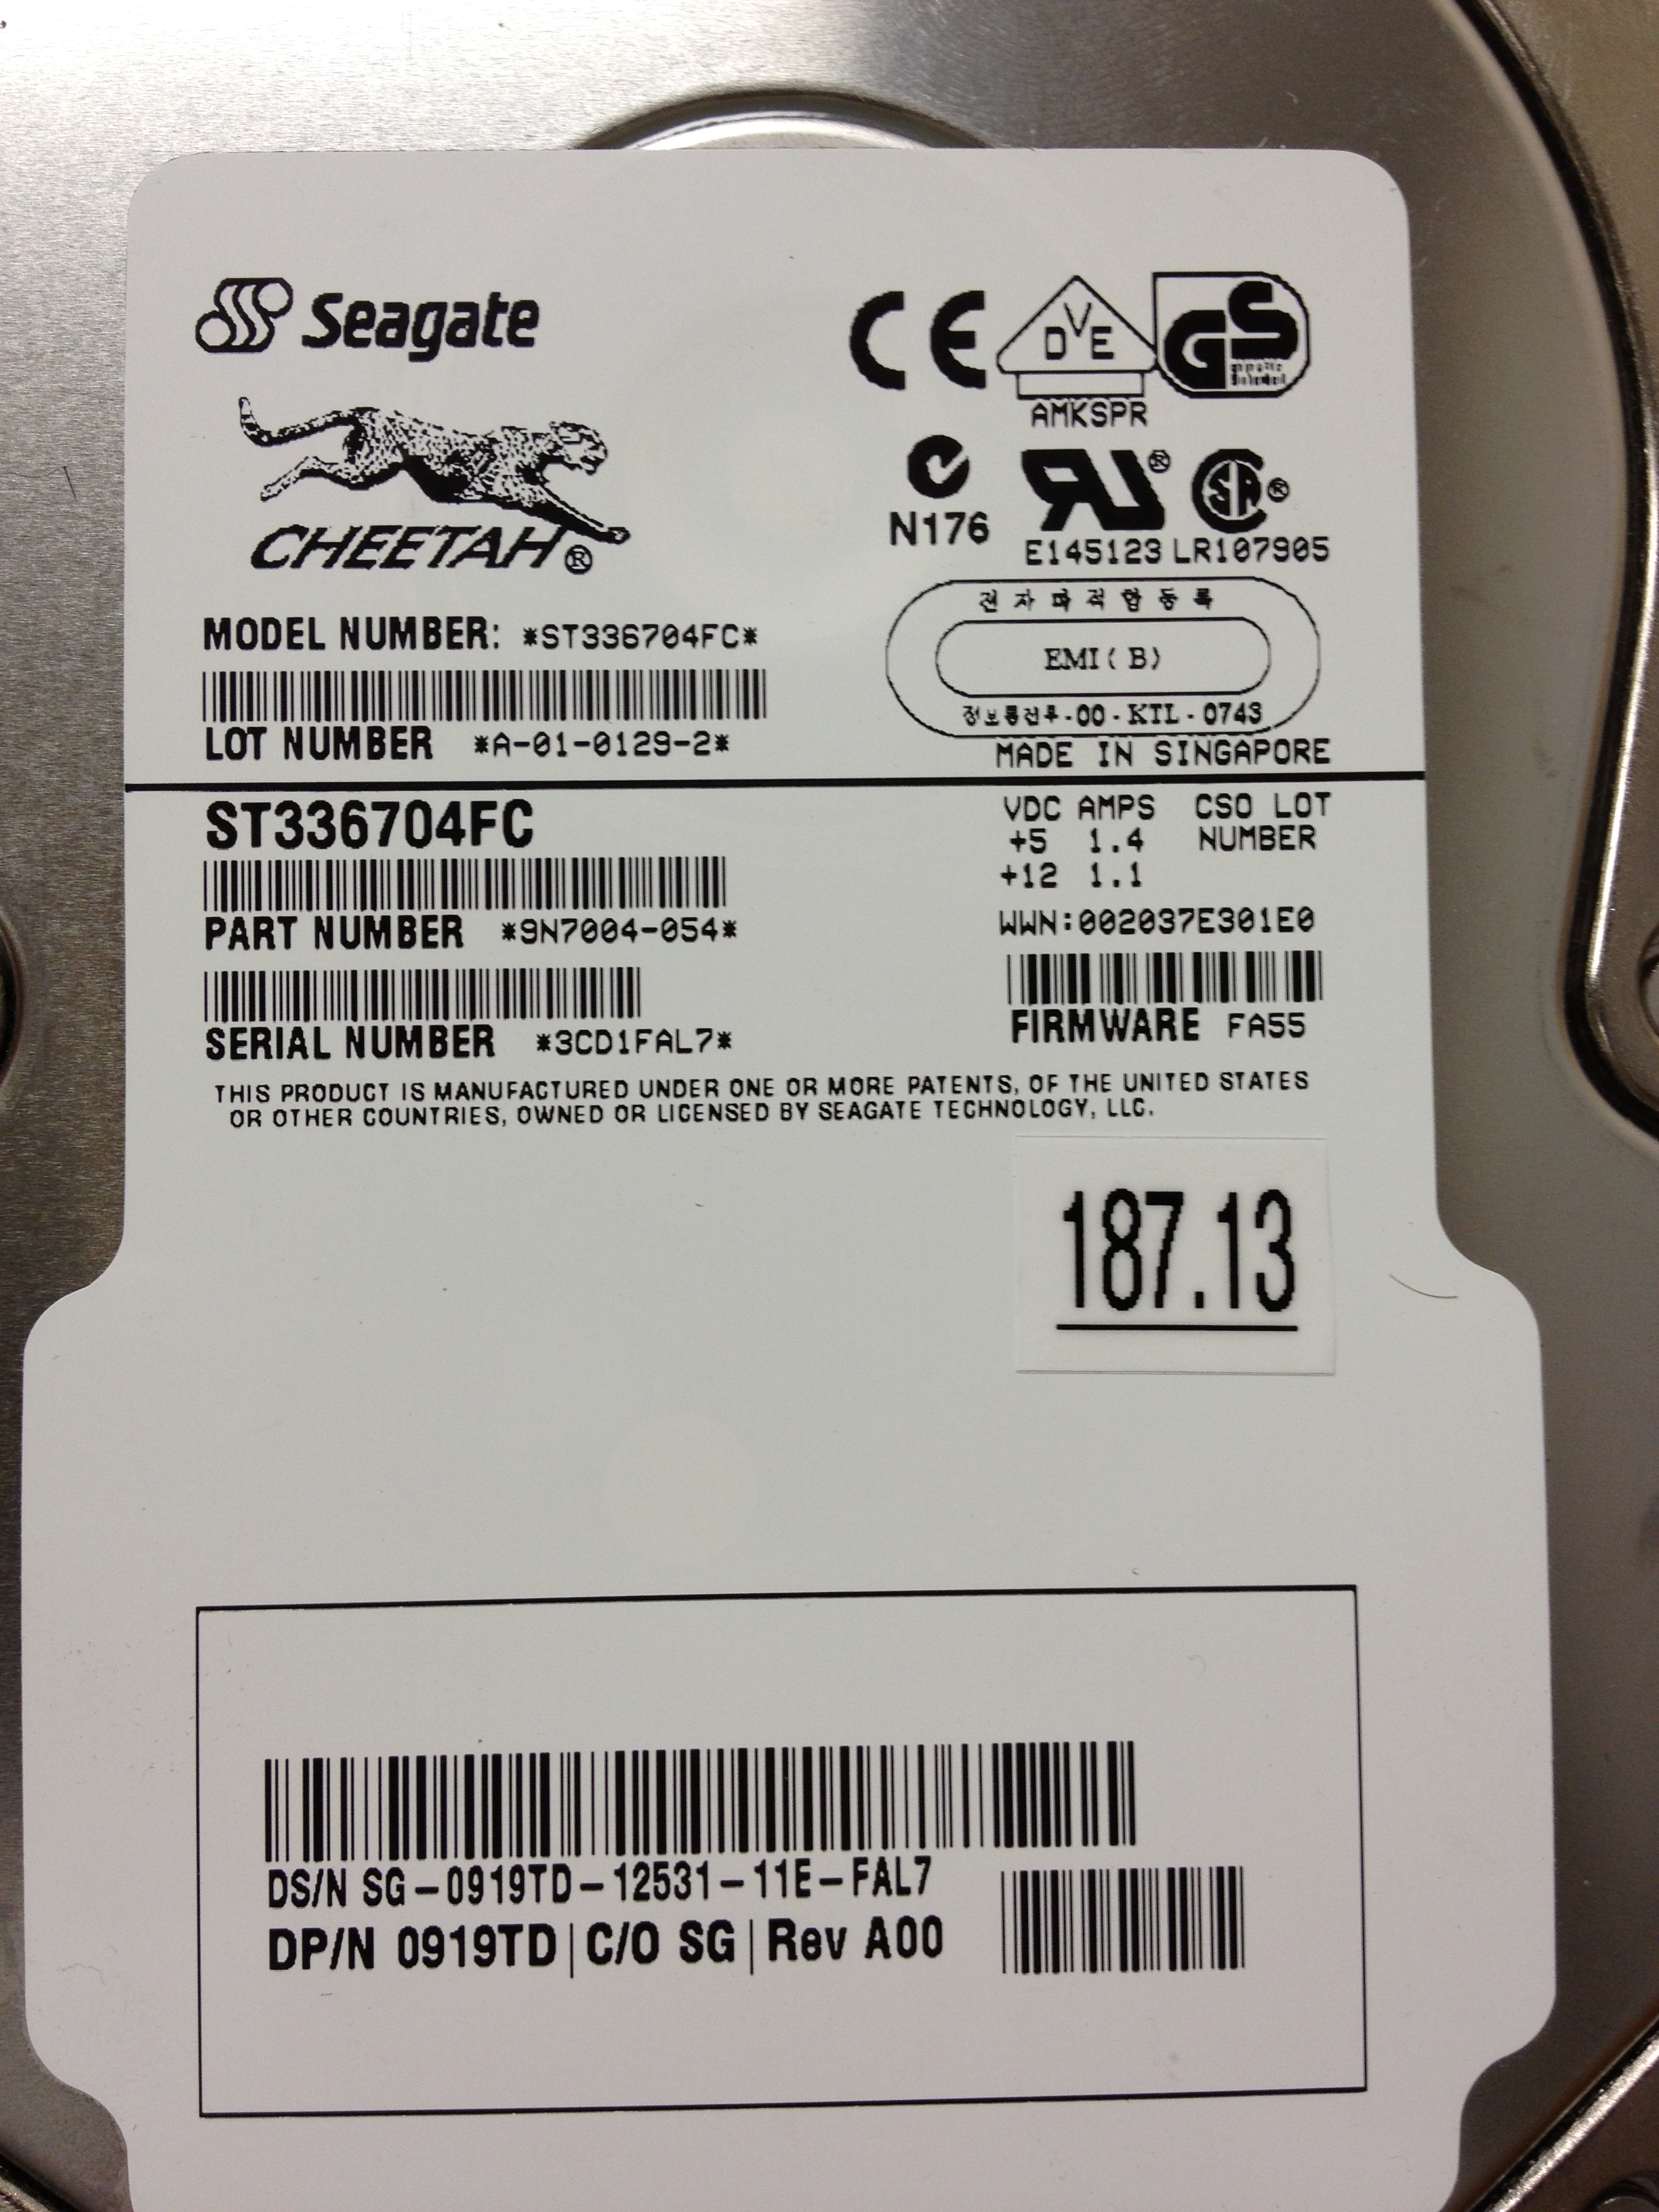 Seagate
CE
DVE
GS
AMKSPR
CHEETAH®
N176
®
SA®
E145123 LR107905
전자파적합등록
EMI ( B )
MODEL NUMBER: *ST336704FC*
-00-KTL-0743
LOT NUMBER *A-01-0129-2*
MADE IN SINGAPORE
ST336704FC
VDC AMPS CSO LOT
+5 1.4 NUMBER
+12 1.1
PART NUMBER *9N7004-054*
WWN:002037E301E0
SERIAL NUMBER *3CD1FAL7*
FIRMWARE FA55
THIS PRODUCT IS MANUFACTURED UNDER ONE OR MORE PATENTS, OF THE UNITED STATES
OR OTHER COUNTRIES, OWNED OR LICENSED BY SEAGATE TECHNOLOGY, LLC.
187.13
DS/N SG-0919TD-12531-11E-FAL7
DP/N 0919TD | C/O SG | Rev A00